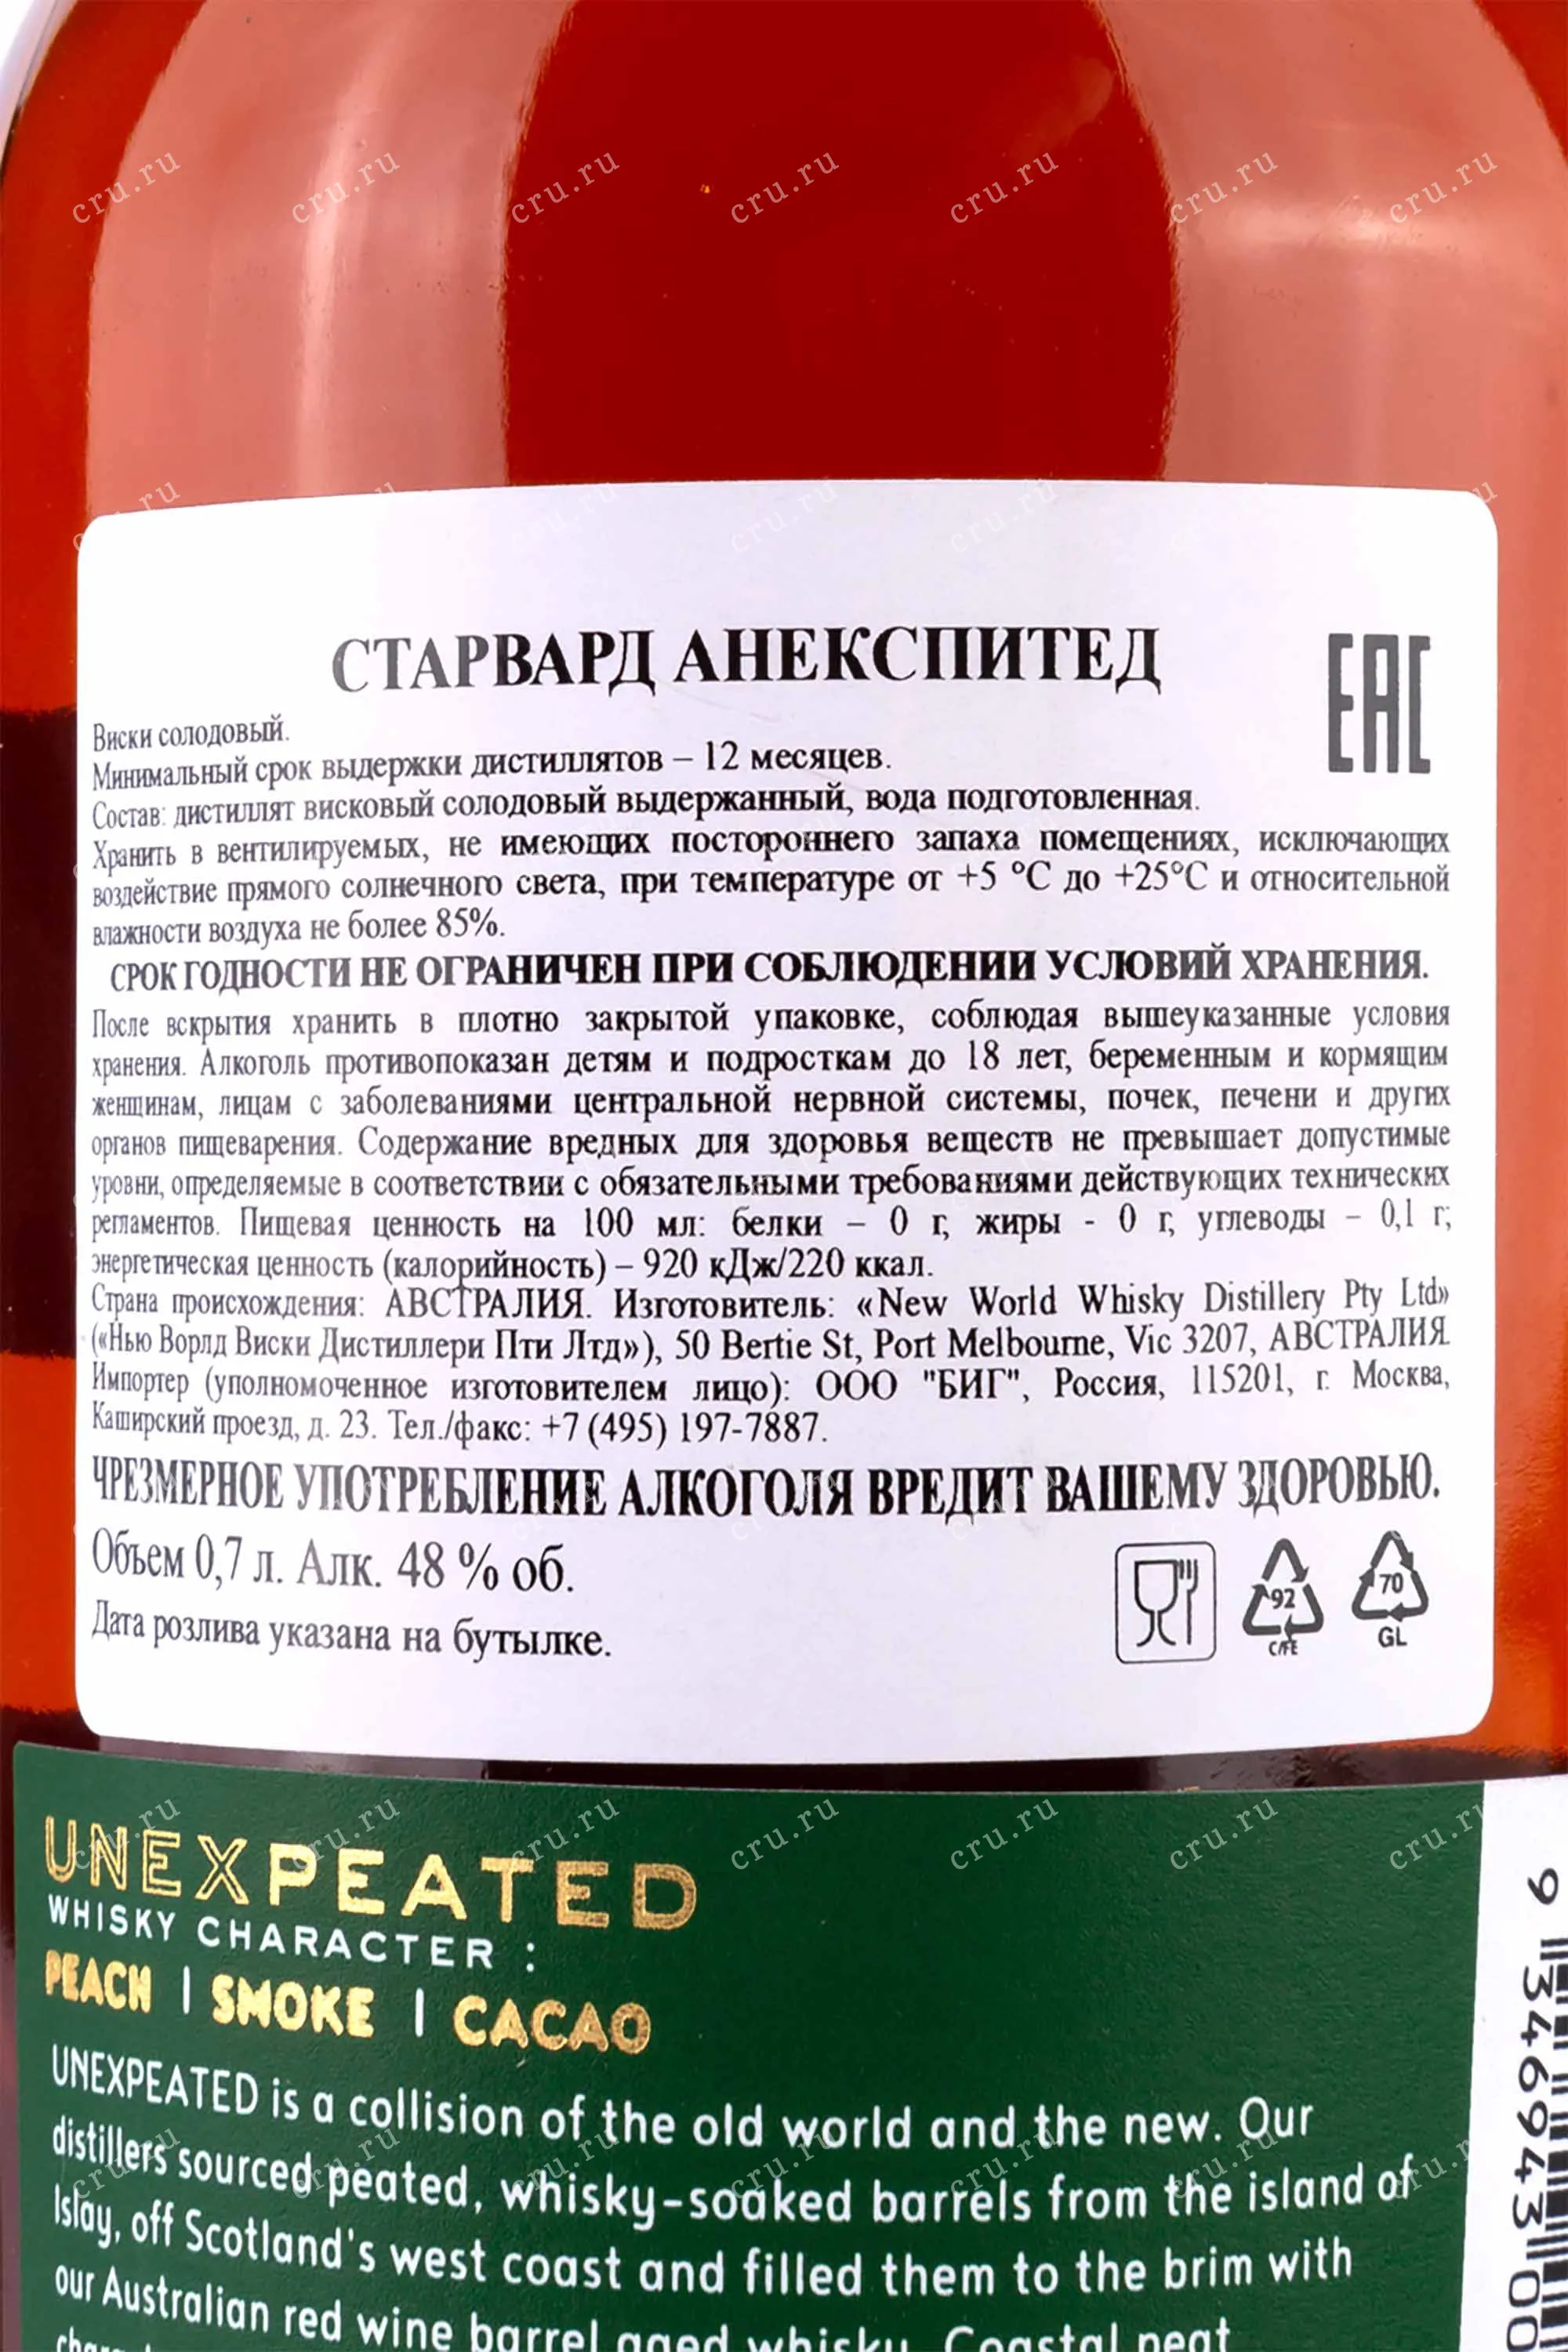 СТАРВАРД АНЕКСПИТЕД
EAC
Виски солодовый.
Минимальный срок выдержки дистиллятов – 12 месяцев.
Состав: дистиллят висковый солодовый выдержанный, вода подготовленная.
Хранить в вентилируемых, не имеющих постороннего запаха помещениях, исключающих
воздействие прямого солнечного света, при температуре от +5 °C до +25°C и относительной
влажности воздуха не более 85%.
СРОК ГОДНОСТИ НЕ ОГРАНИЧЕН ПРИ СОБЛЮДЕНИИ УСЛОВИЙ ХРАНЕНИЯ.
После вскрытия хранить в плотно закрытой упаковке, соблюдая вышеуказанные условия
хранения. Алкоголь противопоказан детям и подросткам до 18 лет, беременным и кормящим
женщинам, лицам с заболеваниями центральной нервной системы, почек, печени и других
органов пищеварения. Содержание вредных для здоровья веществ не превышает допустимые
уровни, определяемые в соответствии с обязательными требованиями действующих технических
регламентов. Пищевая ценность на 100 мл: белки – 0 г, жиры - 0 г, углеводы – 0,1 г;
энергетическая ценность (калорийность) – 920 кДж/220 ккал.
Страна происхождения: АВСТРАЛИЯ. Изготовитель: «New World Whisky Distillery Pty Ltd»
(«Нью Ворлд Виски Дистиллери Пти Лтд»), 50 Bertie St, Port Melbourne, Vic 3207, АВСТРАЛИЯ.
Импортер (уполномоченное изготовителем лицо): ООО "БИГ", Россия, 115201, г. Москва,
Каширский проезд, д. 23. Тел./факс: +7 (495) 197-7887.
ЧРЕЗМЕРНОЕ УПОТРЕБЛЕНИЕ АЛКОГОЛЯ ВРЕДИТ ВАШЕМУ ЗДОРОВЬЮ.
Объем 0,7 л. Алк. 48 % об.
Дата розлива указана на бутылке.
92
C/FE
70
GL
UNEXPEATED
WHISKY CHARACTER :
PEACH | SMOKE | CACAO
UNEXPEATED is a collision of the old world and the new. Our
distillers sourced peated, whisky-soaked barrels from the island of
Islay, off Scotland's west coast and filled them to the brim with
our Australian red wine barrel aged whisky. Coastal peat
9 346943 00
cru.ru